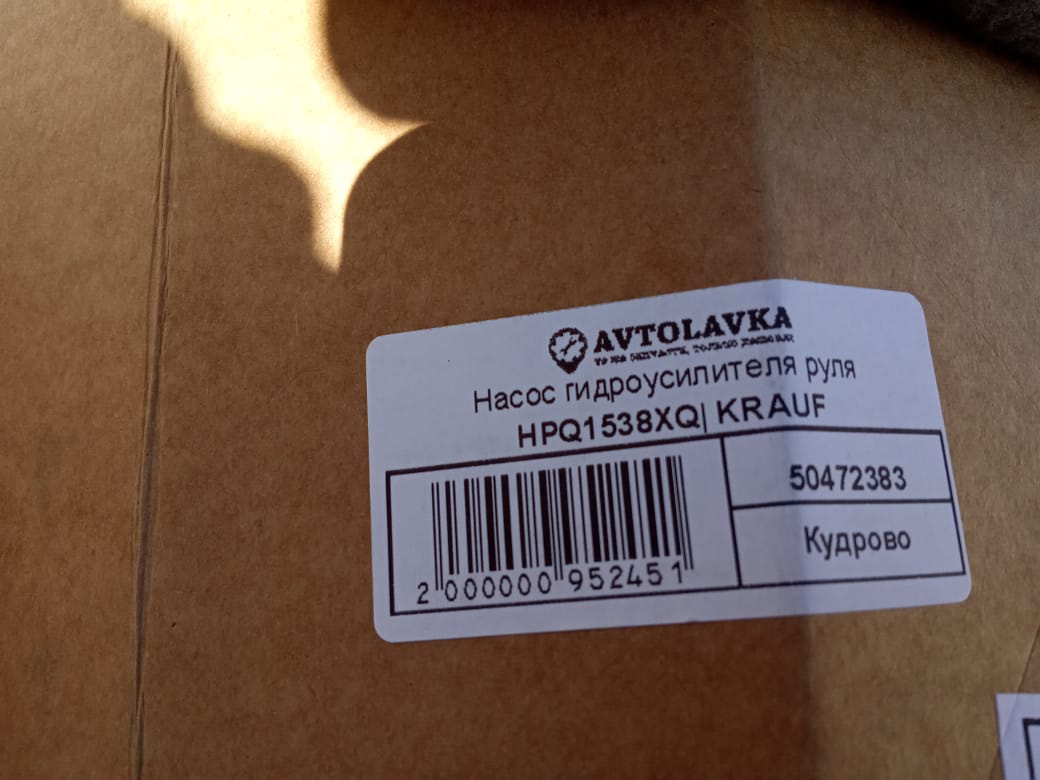 AVTOLAVKA
Насос гидроусилителя руля
HPQ1538XQ| KRAUF
50472383
Кудрово
2 000000 952451